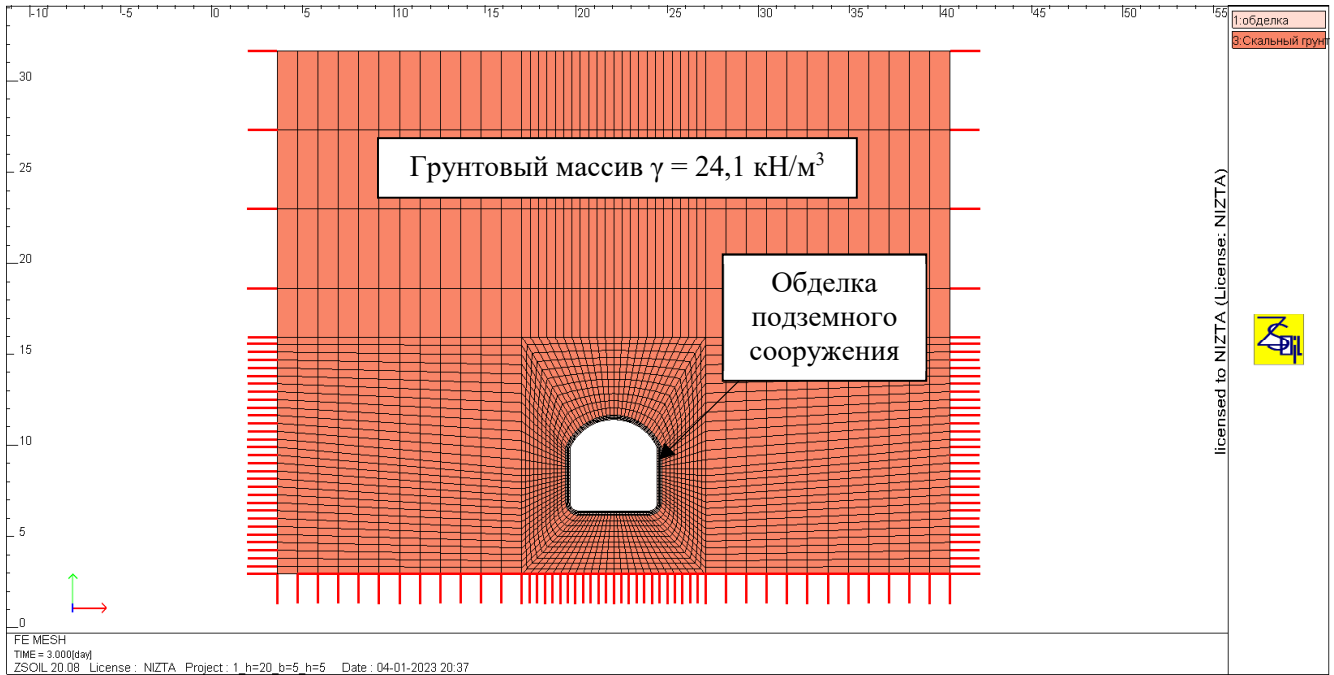 -10 -5 0 5 10 15 20 25 30 35 40 45 50 55
1:обделка
3:Скальный грунт
30
25
20
15
10
5
0
Грунтовый массив γ = 24,1 кН/м³
Обделка
подземного
сооружения
licensed to NIZTA (License: NIZTA)
ZSoil
FE MESH
TIME = 3.000[day]
ZSOIL 20.08 License : NIZTA Project : 1_h=20_b=5_h=5 Date : 04-01-2023 20:37